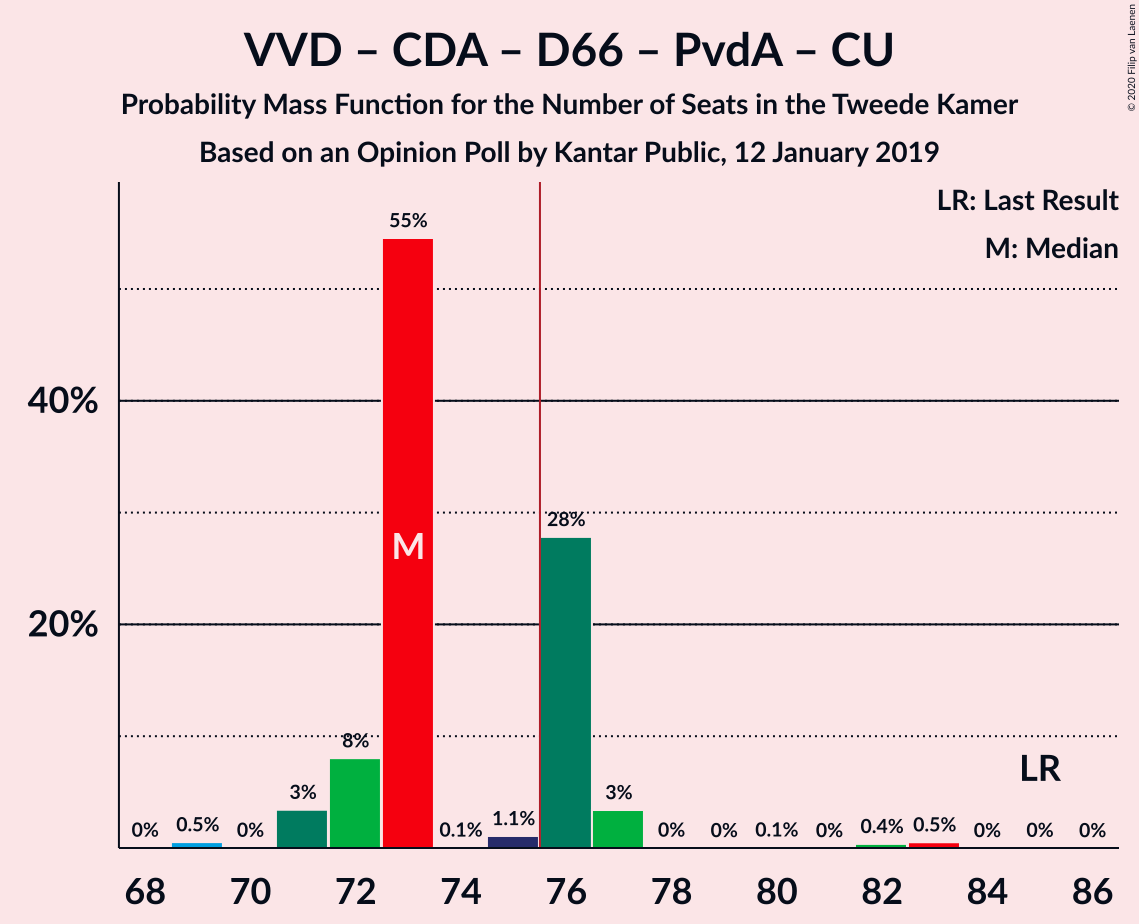 VVD – CDA – D66 – PvdA – CU
Probability Mass Function for the Number of Seats in the Tweede Kamer
Based on an Opinion Poll by Kantar Public, 12 January 2019
© 2020 Filip van Laenen
LR: Last Result
M: Median
40%
20%
0%
0.5%
0%
3%
8%
55%
M
0.1%
1.1%
28%
3%
0%
0%
0.1%
0%
0.4%
0.5%
0%
0%
0%
LR
68 70 72 74 76 78 80 82 84 86